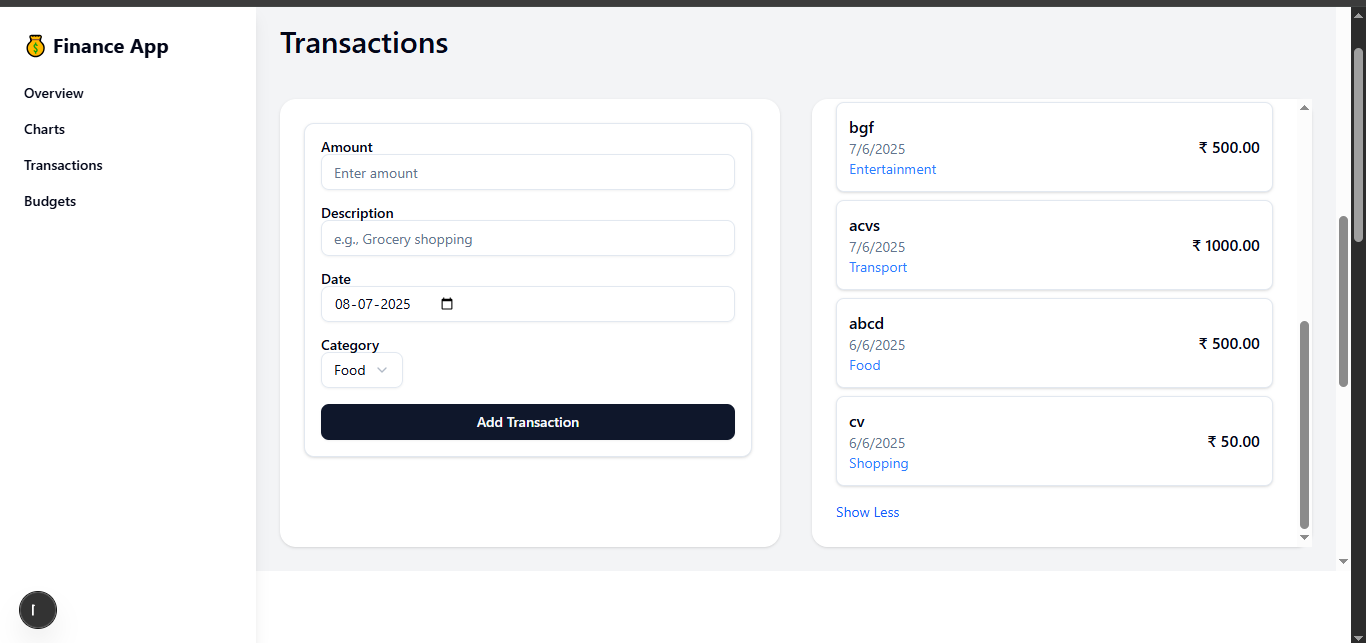 Finance App
Overview
Charts
Transactions
Budgets
Transactions
Amount
Enter amount
Description
e.g., Grocery shopping
Date
08-07-2025
Category
Food
Add Transaction
bgf
7/6/2025
Entertainment
₹ 500.00
acvs
7/6/2025
Transport
₹ 1000.00
abcd
6/6/2025
Food
₹ 500.00
cv
6/6/2025
Shopping
₹ 50.00
Show Less